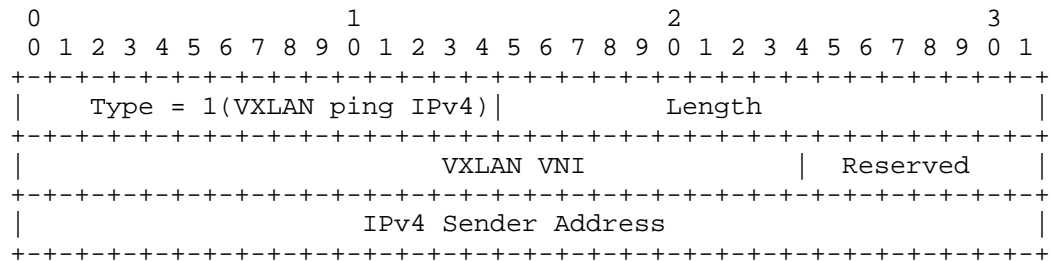 0                   1                   2                   3
 0 1 2 3 4 5 6 7 8 9 0 1 2 3 4 5 6 7 8 9 0 1 2 3 4 5 6 7 8 9 0 1
+-+-+-+-+-+-+-+-+-+-+-+-+-+-+-+-+-+-+-+-+-+-+-+-+-+-+-+-+-+-+-+-+
|    Type = 1(VXLAN ping IPv4)|          Length                 |
+-+-+-+-+-+-+-+-+-+-+-+-+-+-+-+-+-+-+-+-+-+-+-+-+-+-+-+-+-+-+-+-+
|                          VXLAN VNI             |  Reserved    |
+-+-+-+-+-+-+-+-+-+-+-+-+-+-+-+-+-+-+-+-+-+-+-+-+-+-+-+-+-+-+-+-+
|                     IPv4 Sender Address                       |
+-+-+-+-+-+-+-+-+-+-+-+-+-+-+-+-+-+-+-+-+-+-+-+-+-+-+-+-+-+-+-+-+